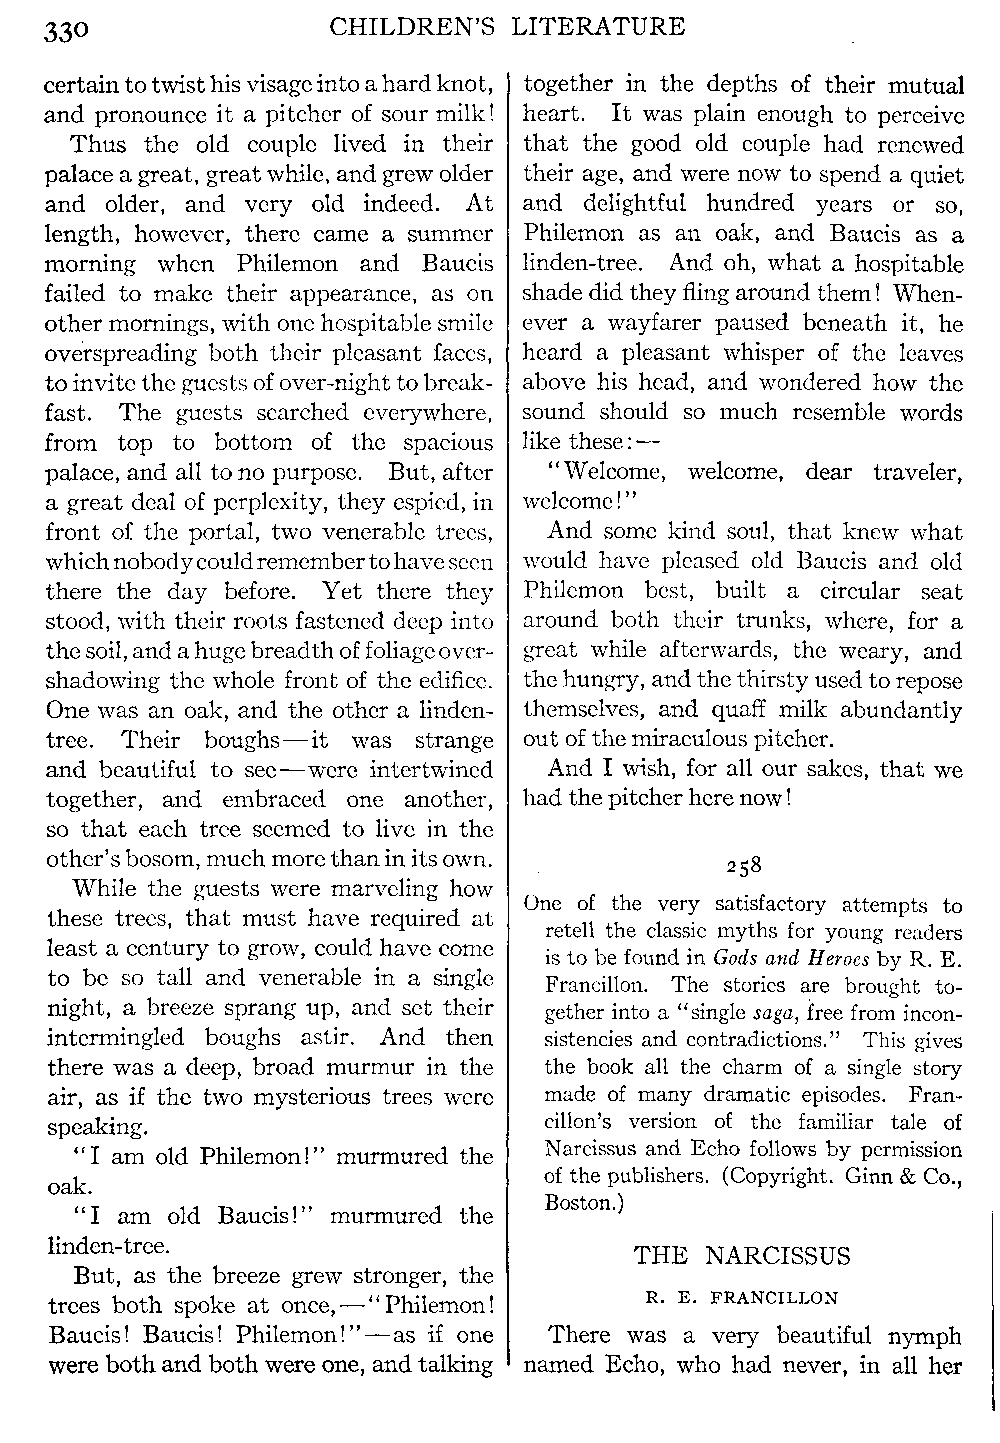 330
CHILDREN'S LITERATURE
certain to twist his visage into a hard knot,
and pronounce it a pitcher of sour milk!
Thus the old couple lived in their
palace a great, great while, and grew older
and older, and very old indeed. At
length, however, there came a summer
morning when Philemon and Baucis
failed to make their appearance, as on
other mornings, with one hospitable smile
overspreading both their pleasant faces,
to invite the guests of over-night to break-
fast. The guests searched everywhere,
from top to bottom of the spacious
palace, and all to no purpose. But, after
a great deal of perplexity, they espied, in
front of the portal, two venerable trees,
which nobody could remember to have seen
there the day before. Yet there they
stood, with their roots fastened deep into
the soil, and a huge breadth of foliage over-
shadowing the whole front of the edifice.
One was an oak, and the other a linden-
tree. Their boughs—it was strange
and beautiful to see—were intertwined
together, and embraced one another,
so that each tree seemed to live in the
other's bosom, much more than in its own.
While the guests were marveling how
these trees, that must have required at
least a century to grow, could have come
to be so tall and venerable in a single
night, a breeze sprang up, and set their
intermingled boughs astir. And then
there was a deep, broad murmur in the
air, as if the two mysterious trees were
speaking.
"I am old Philemon!" murmured the
oak.
"I am old Baucis!" murmured the
linden-tree.
But, as the breeze grew stronger, the
trees both spoke at once,—"Philemon!
Baucis! Baucis! Philemon!"—as if one
were both and both were one, and talking
together in the depths of their mutual
heart. It was plain enough to perceive
that the good old couple had renewed
their age, and were now to spend a quiet
and delightful hundred years or so,
Philemon as an oak, and Baucis as a
linden-tree. And oh, what a hospitable
shade did they fling around them! When-
ever a wayfarer paused beneath it, he
heard a pleasant whisper of the leaves
above his head, and wondered how the
sound should so much resemble words
like these:—
"Welcome, welcome, dear traveler,
welcome!"
And some kind soul, that knew what
would have pleased old Baucis and old
Philemon best, built a circular seat
around both their trunks, where, for a
great while afterwards, the weary, and
the hungry, and the thirsty used to repose
themselves, and quaff milk abundantly
out of the miraculous pitcher.
And I wish, for all our sakes, that we
had the pitcher here now!
258
One of the very satisfactory attempts to
retell the classic myths for young readers
is to be found in Gods and Heroes by R. E.
Francillon. The stories are brought to-
gether into a "single saga, free from incon-
sistencies and contradictions." This gives
the book all the charm of a single story
made of many dramatic episodes. Fran-
cillon's version of the familiar tale of
Narcissus and Echo follows by permission
of the publishers. (Copyright. Ginn & Co.,
Boston.)
THE NARCISSUS
R. E. FRANCILLON
There was a very beautiful nymph
named Echo, who had never, in all her